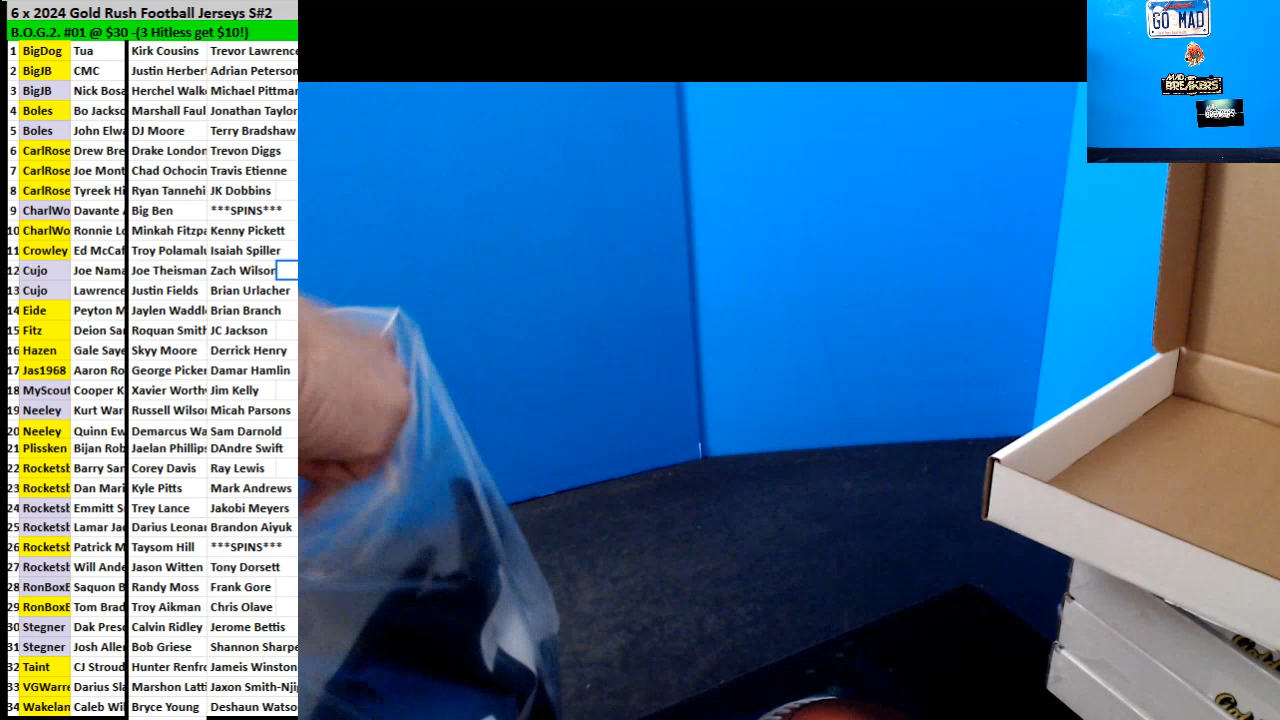 6 x 2024 Gold Rush Football Jerseys S#2
B.O.G.2. #01 @ $30 -(3 Hitless get $10!)
1 BigDog Tua Kirk Cousins Trevor Lawrence
2 BigJB CMC Justin Herber Adrian Peterson
3 BigJB Nick Bosa Herchel Walk Michael Pittma
4 Boles Bo Jackso Marshall Faul Jonathan Taylor
5 Boles John Elwa DJ Moore Terry Bradshaw
6 CarlRose Drew Bre Drake London Trevon Diggs
7 CarlRose Joe Mont Chad Ochocin Travis Etienne
8 CarlRose Tyreek Hi Ryan Tannehi JK Dobbins
9 CharlWo Davante Big Ben ***SPINS***
10 CharlWo Ronnie Lo Minkah Fitzpa Kenny Pickett
11 Crowley Ed McCaf Troy Polamalu Isaiah Spiller
12 Cujo Joe Nama Joe Theisman Zach Wilson
13 Cujo Lawrence Justin Fields Brian Urlacher
14 Eide Peyton M Jaylen Waddl Brian Branch
15 Fitz Deion Sa Roquan Smith JC Jackson
16 Hazen Gale Saye Skyy Moore Derrick Henry
17 Jas1968 Aaron Ro George Picker Damar Hamlin
18 MyScout Cooper K Xavier Worthy Jim Kelly
19 Neeley Kurt War Russell Wilso Micah Parsons
20 Neeley Quinn Ew Demarcus Wa Sam Darnold
21 Plissken Bijan Rob Jaelan Phillips DAndre Swift
22 Rocketsb Barry San Corey Davis Ray Lewis
23 Rocketsb Dan Mari Kyle Pitts Mark Andrews
24 Rocketsb Emmitt S Trey Lance Jakobi Meyers
25 Rocketsb Lamar Ja Darius Leona Brandon Aiyuk
26 Rocketsb Patrick M Taysom Hill ***SPINS***
27 Rocketsb Will Ande Jason Witten Tony Dorsett
28 RonBoxE Saquon B Randy Moss Frank Gore
29 RonBoxE Tom Brad Troy Aikman Chris Olave
30 Stegner Dak Presc Calvin Ridley Jerome Bettis
31 Stegner Josh Alle Bob Griese Shannon Sharpe
32 Taint CJ Stroud Hunter Renfr Jameis Winston
33 VGWarre Darius Sla Marshon Latti Jaxon Smith-Nji
34 Wakelan Caleb Wil Bryce Young Deshaun Watso
GO MAD
MAD
BREAKERS